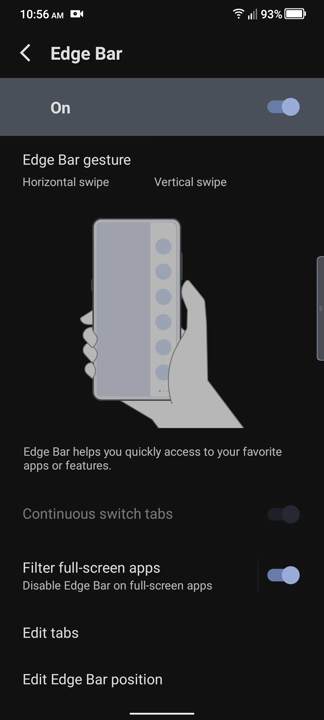 10:56 AM 93%
Edge Bar
On
Edge Bar gesture
Horizontal swipe Vertical swipe
Edge Bar helps you quickly access to your favorite
apps or features.
Continuous switch tabs
Filter full-screen apps
Disable Edge Bar on full-screen apps
Edit tabs
Edit Edge Bar position